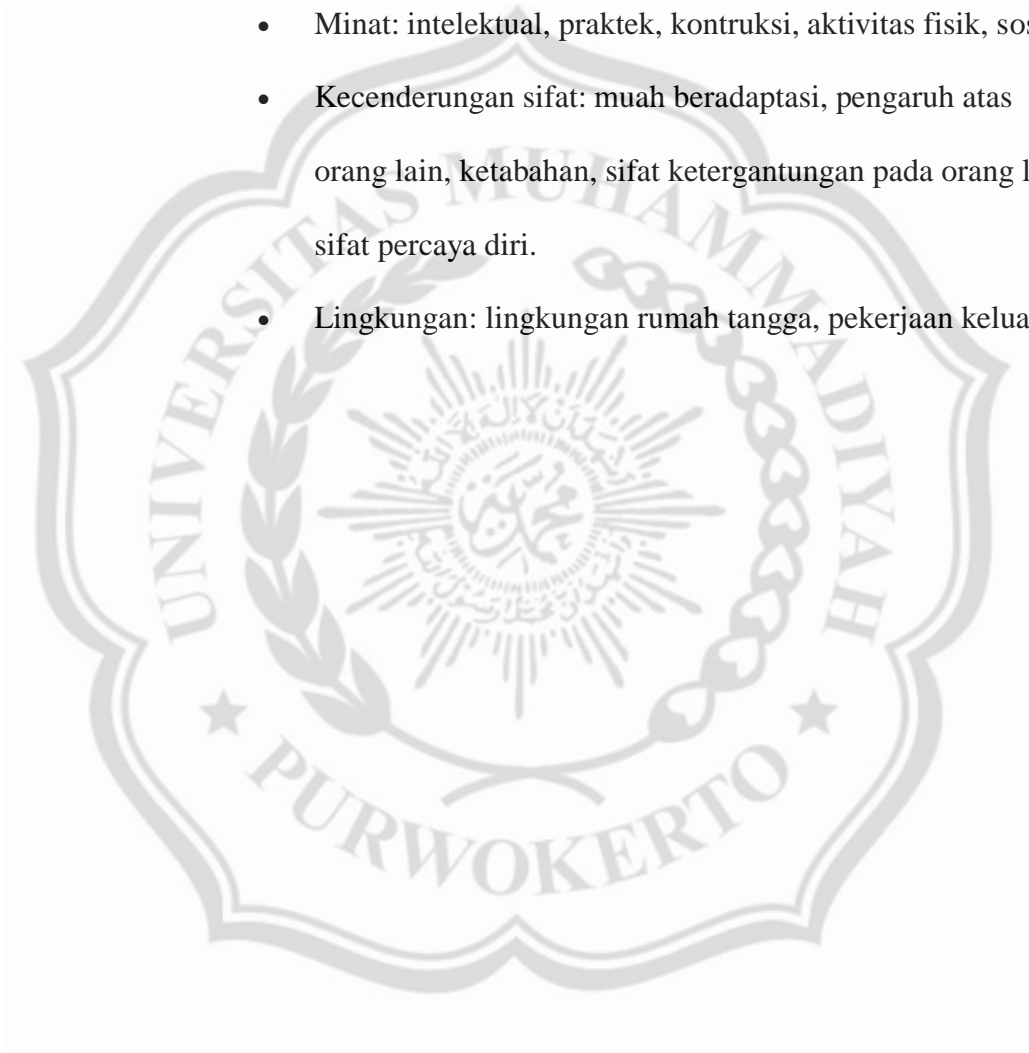 • Minat: intelektual, praktek, kontruksi, aktivitas fisik, sos
• Kecenderungan sifat: muah beradaptasi, pengaruh atas
orang lain, ketabahan, sifat ketergantungan pada orang l
sifat percaya diri.
• Lingkungan: lingkungan rumah tangga, pekerjaan kelua
UNIVERSITAS MUHAMMADIYAH
PURWOKERTO